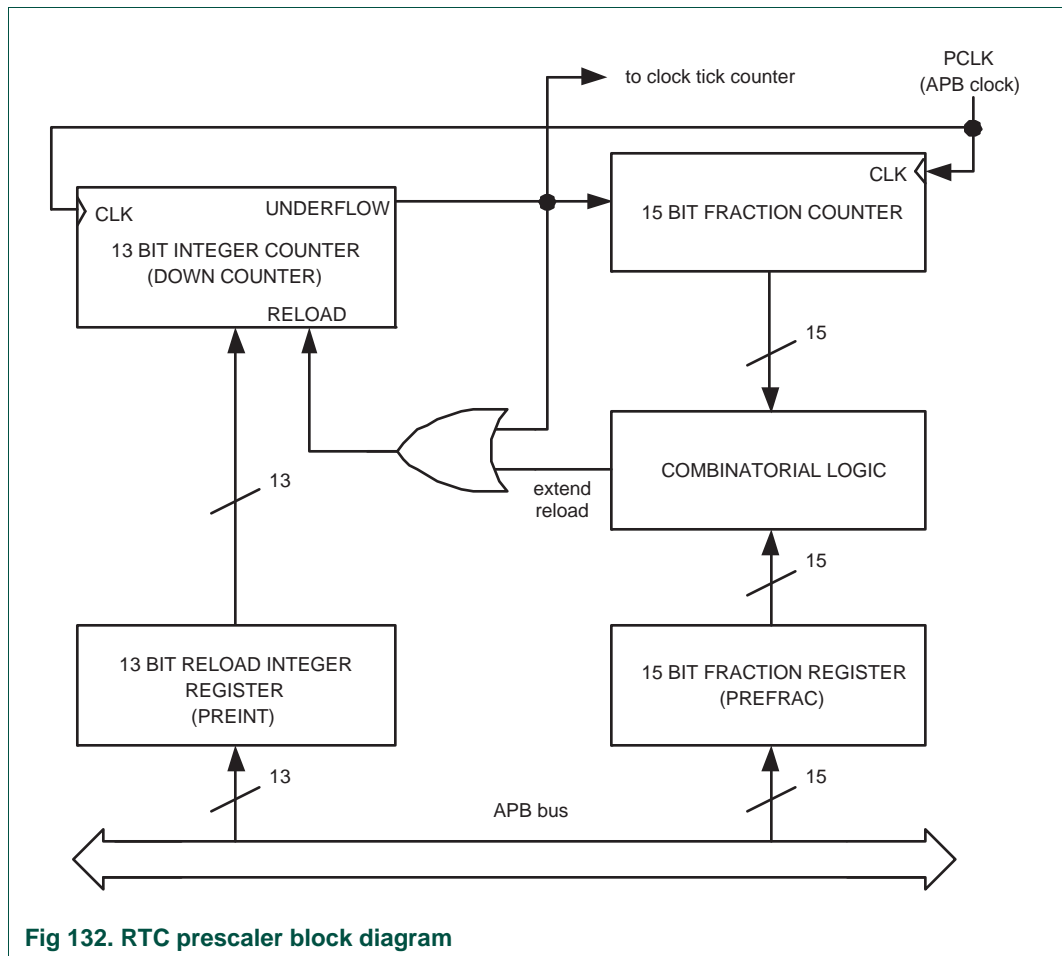 PCLK
(APB clock)
to clock tick counter
CLK
UNDERFLOW
13 BIT INTEGER COUNTER
(DOWN COUNTER)
RELOAD
CLK
15 BIT FRACTION COUNTER
15
COMBINATORIAL LOGIC
extend
reload
13
15
13 BIT RELOAD INTEGER
REGISTER
(PREINT)
15 BIT FRACTION REGISTER
(PREFRAC)
13
15
APB bus
Fig 132. RTC prescaler block diagram